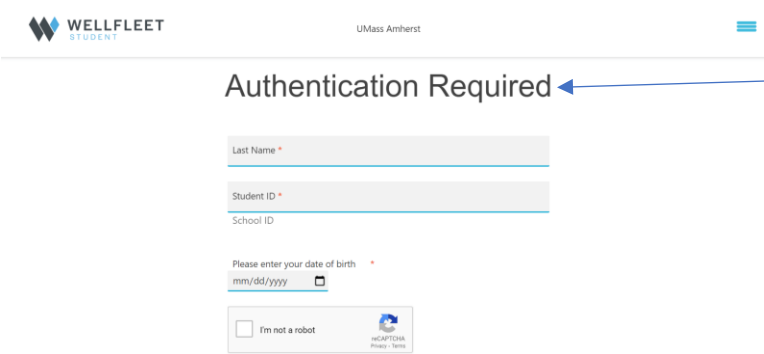 WELLFLEET
STUDENT
UMass Amherst
Authentication Required
Last Name *
Student ID *
School ID
Please enter your date of birth *
mm/dd/yyyy
I'm not a robot
reCAPTCHA
Privacy - Terms